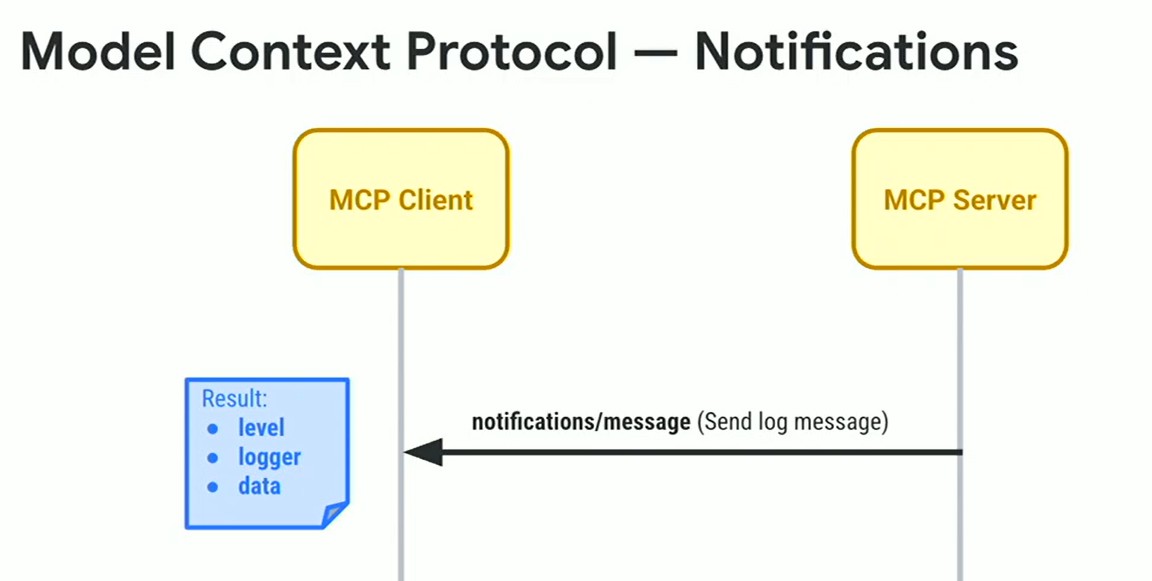 Model Context Protocol — Notifications
MCP Client
MCP Server
Result:
● level
● logger
● data
notifications/message (Send log message)